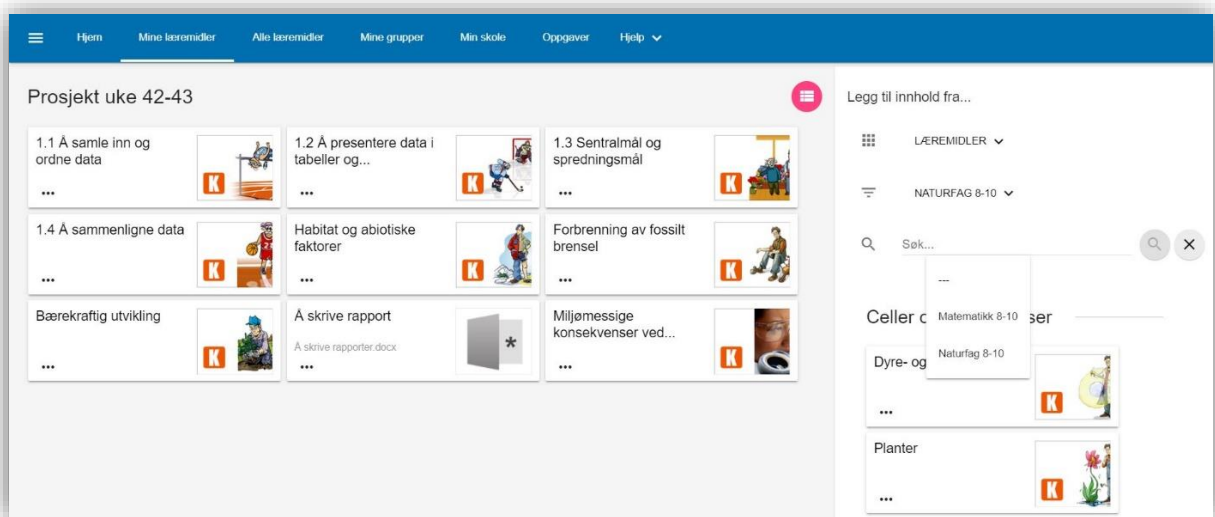 Hjem Mine læremidler Alle læremidler Mine grupper Min skole Oppgaver Hjelp
Prosjekt uke 42-43
1.1 Å samle inn og
ordne data
...
K
1.2 Å presentere data i
tabeller og...
...
K
1.3 Sentralmål og
spredningsmål
...
K
1.4 Å sammenligne data
...
K
Habitat og abiotiske
faktorer
...
K
Forbrenning av fossilt
brensel
...
K
Bærekraftig utvikling
...
K
Å skrive rapport
Å skrive rapporter.docx
...
*
Miljømessige
konsekvenser ved...
...
K
Legg til innhold fra...
LÆREMIDLER
NATURFAG 8-10
Søk...
---
Matematikk 8-10
Naturfag 8-10
Celler ser
Dyre- og
...
K
Planter
...
K